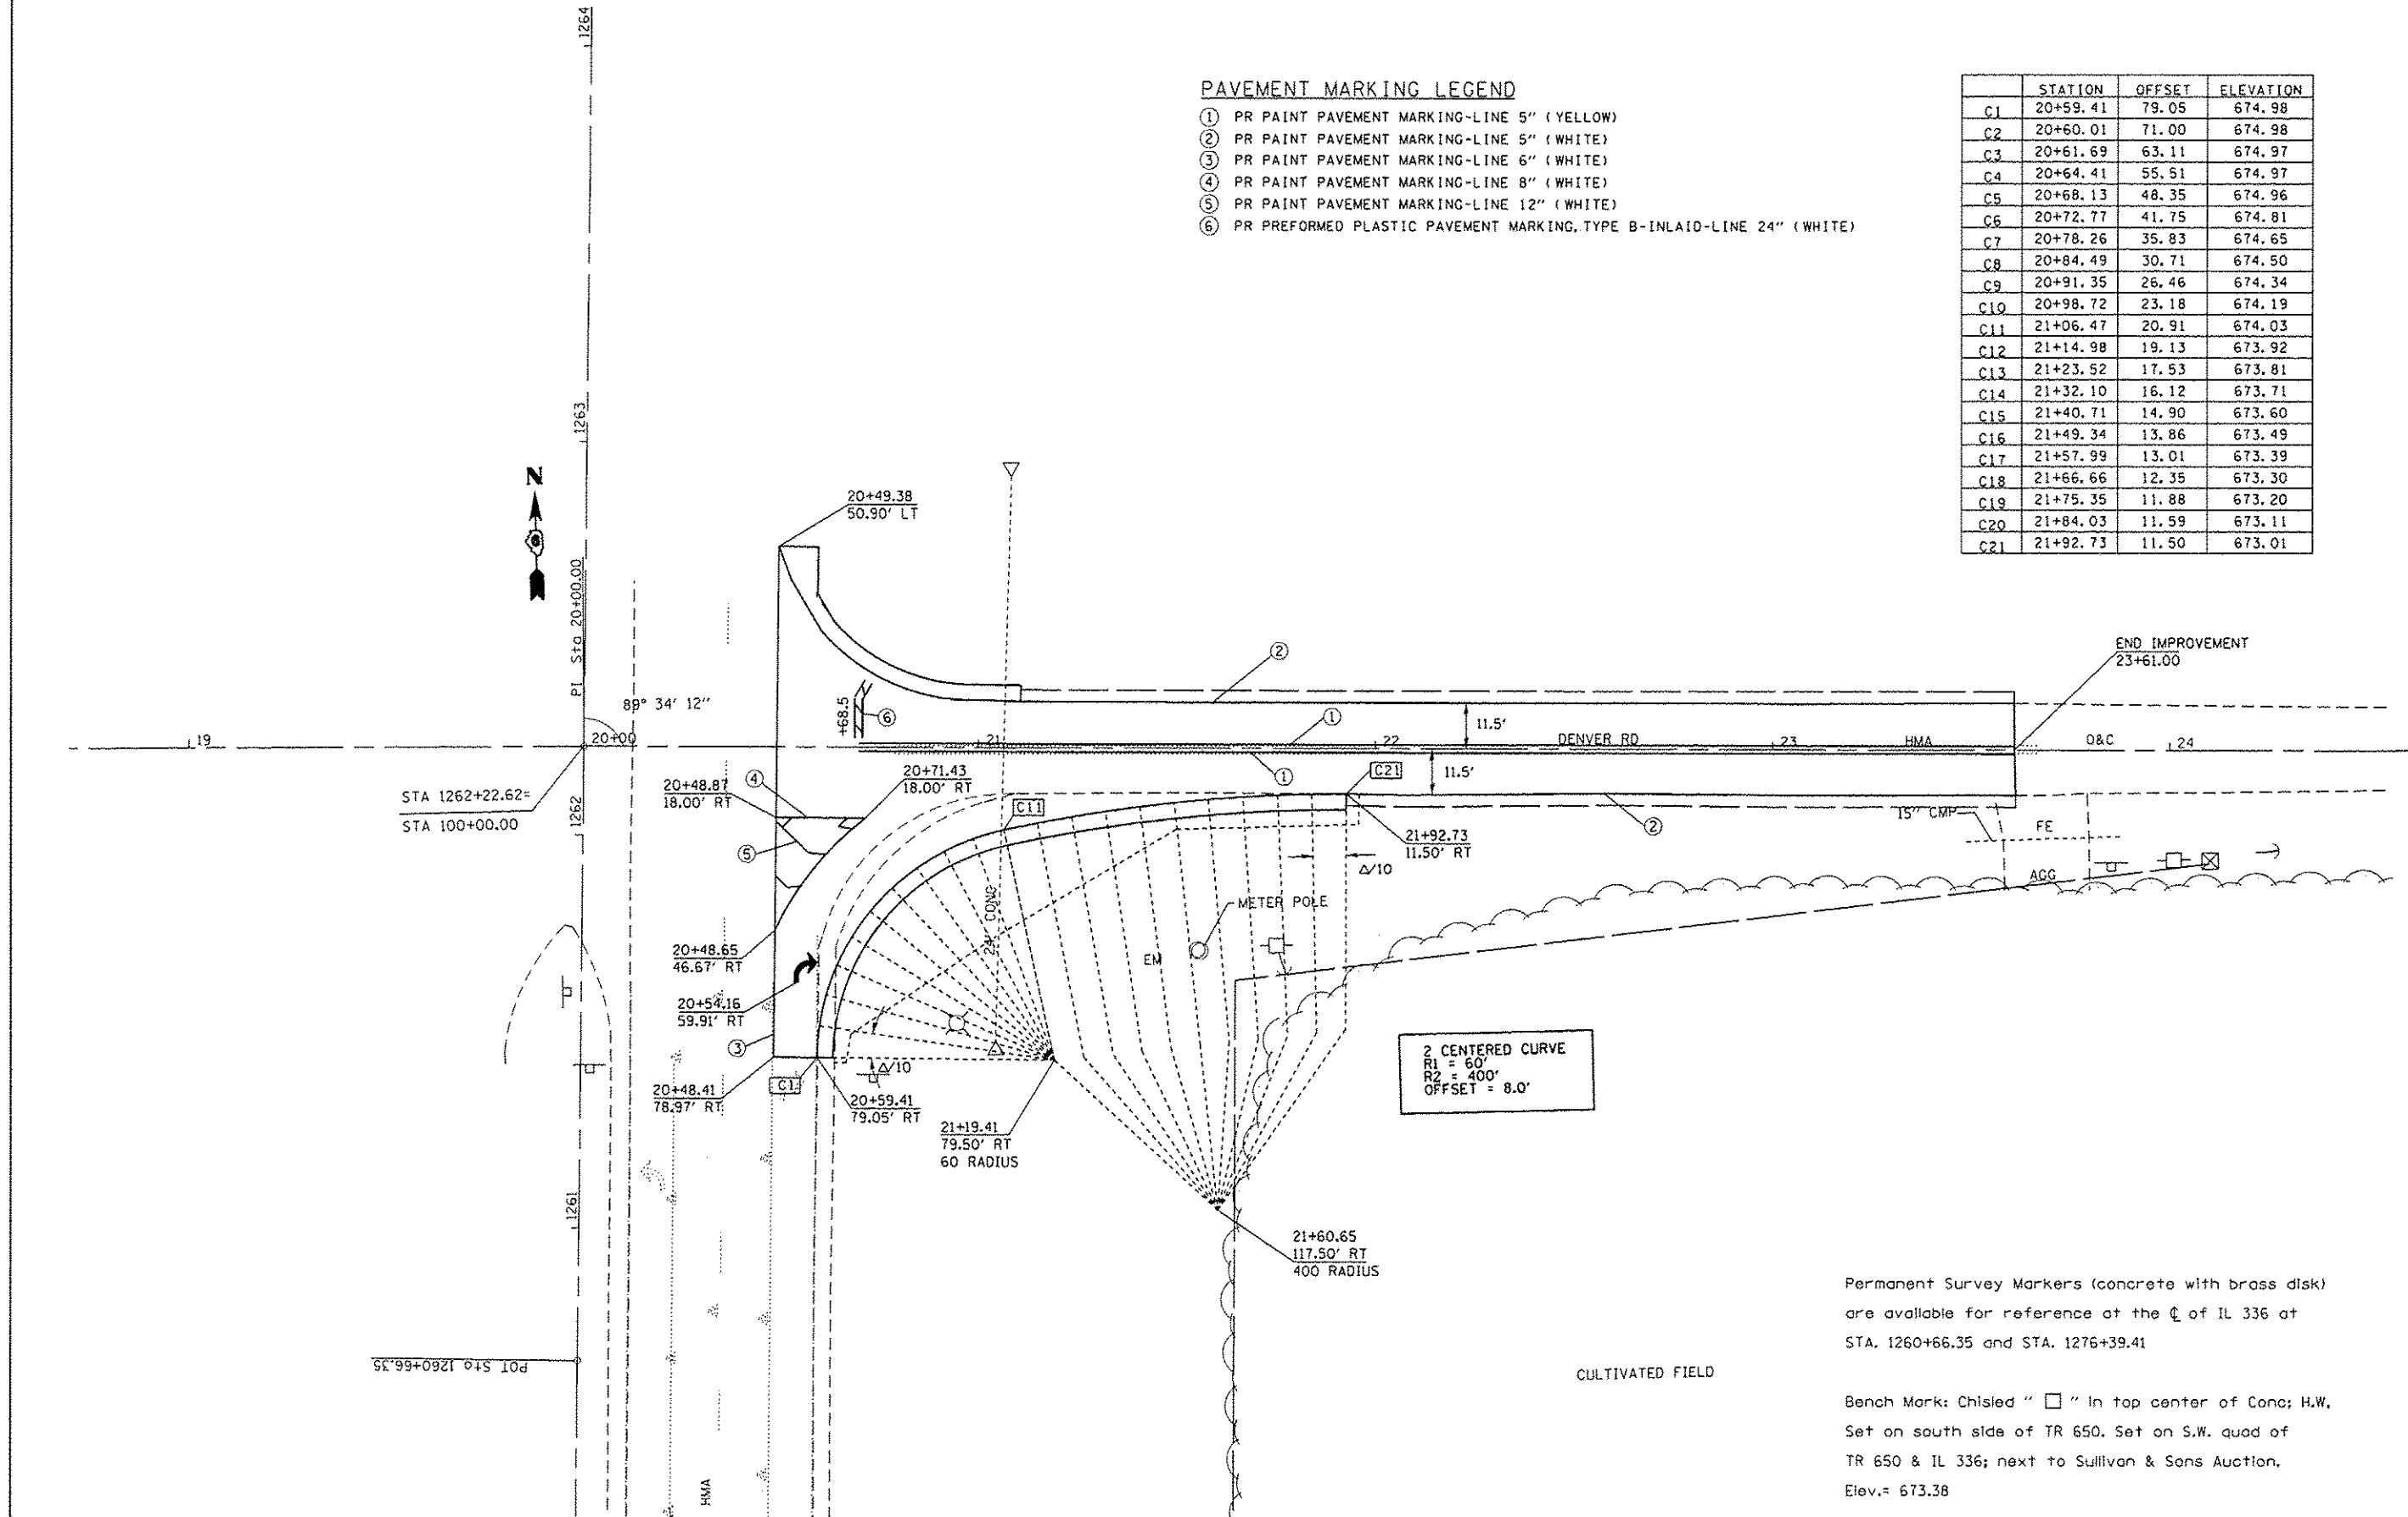 1264
PAVEMENT MARKING LEGEND
① PR PAINT PAVEMENT MARKING-LINE 5" (YELLOW)
② PR PAINT PAVEMENT MARKING-LINE 5" (WHITE)
③ PR PAINT PAVEMENT MARKING-LINE 6" (WHITE)
④ PR PAINT PAVEMENT MARKING-LINE 8" (WHITE)
⑤ PR PAINT PAVEMENT MARKING-LINE 12" (WHITE)
⑥ PR PREFORMED PLASTIC PAVEMENT MARKING, TYPE B-INLAID-LINE 24" (WHITE)
STATION OFFSET ELEVATION
C1 20+59.41 79.05 674.98
C2 20+60.01 71.00 674.98
C3 20+61.69 63.11 674.97
C4 20+64.41 55.51 674.97
C5 20+68.13 48.35 674.96
C6 20+72.77 41.75 674.81
C7 20+78.26 35.83 674.65
C8 20+84.49 30.71 674.50
C9 20+91.35 26.46 674.34
C10 20+98.72 23.18 674.19
C11 21+06.47 20.91 674.03
C12 21+14.98 19.13 673.92
C13 21+23.52 17.53 673.81
C14 21+32.10 16.12 673.71
C15 21+40.71 14.90 673.60
C16 21+49.34 13.86 673.49
C17 21+57.99 13.01 673.39
C18 21+66.66 12.35 673.30
C19 21+75.35 11.88 673.20
C20 21+84.03 11.59 673.11
C21 21+92.73 11.50 673.01
1263
N
20+49.38
50.90' LT
PI Sta 20+00.00
89° 34' 12"
+68.5
⑥
②
①
11.5'
END IMPROVEMENT
23+61.00
19
20+00
21
22
DENVER RD
23
HMA
O&C
24
STA 1262+22.62=
STA 100+00.00
1262
④
20+48.87
18.00' RT
20+71.43
18.00' RT
①
C21
11.5'
C11
⑤
21+92.73
11.50' RT
Δ/10
②
15" CMP
FE
AGG
24' CONC
METER POLE
EM
20+48.65
46.67' RT
20+54.16
59.91' RT
③
20+48.41
78.97' RT
C1
Δ/10
20+59.41
79.05' RT
21+19.41
79.50' RT
60 RADIUS
2 CENTERED CURVE
R1 = 60'
R2 = 400'
OFFSET = 8.0'
1261
21+60.65
117.50' RT
400 RADIUS
POT Sta 1260+66.35
HMA
CULTIVATED FIELD
Permanent Survey Markers (concrete with brass disk)
are available for reference at the ℄ of IL 336 at
STA. 1260+66.35 and STA. 1276+39.41
Bench Mark: Chisled " □ " in top center of Conc; H.W.
Set on south side of TR 650. Set on S.W. quad of
TR 650 & IL 336; next to Sullivan & Sons Auction.
Elev.= 673.38